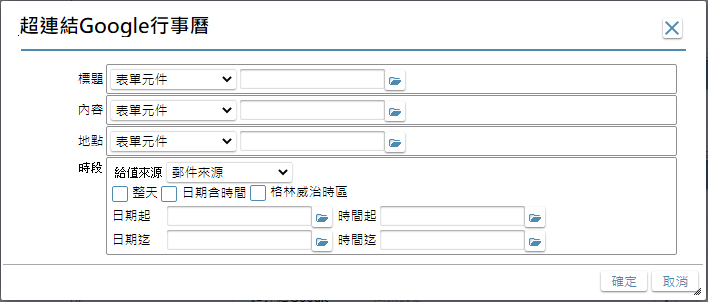 超連結Google行事曆
標題 表單元件
內容 表單元件
地點 表單元件
時段 給值來源 郵件來源
整天 日期含時間 格林威治時區
日期起 時間起
日期迄 時間迄
確定 取消